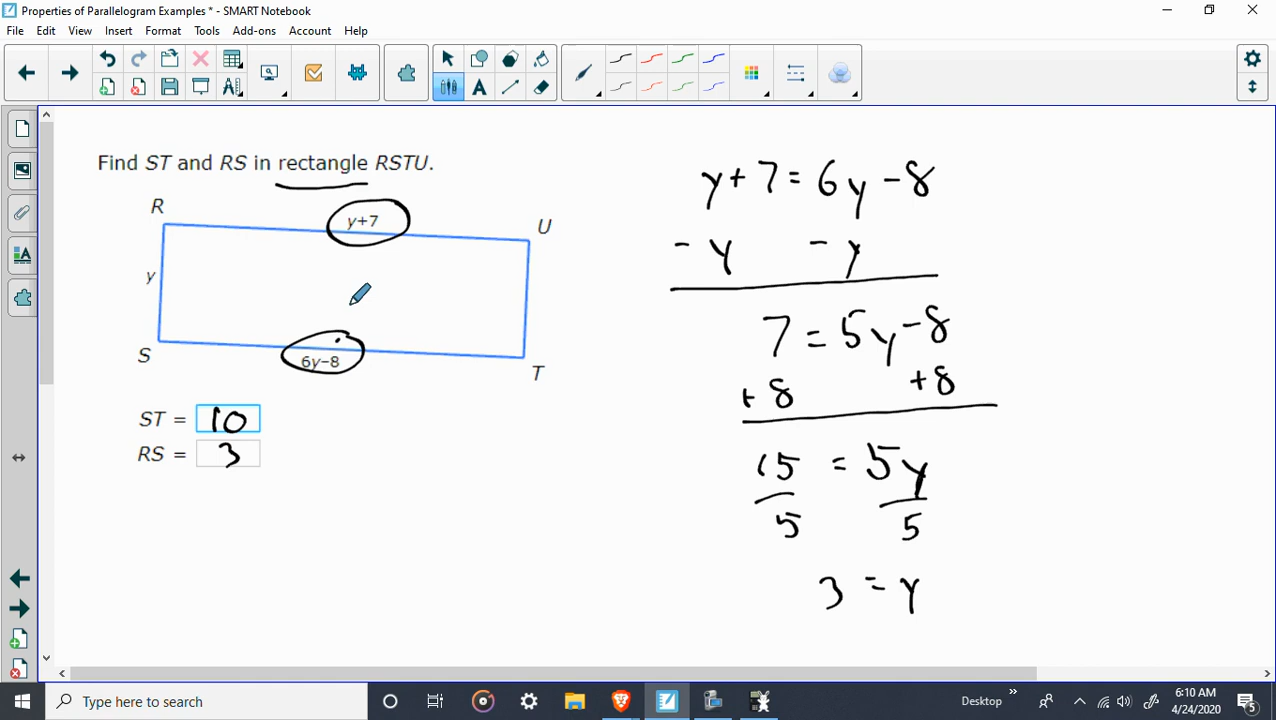 Properties of Parallelogram Examples * - SMART Notebook
File Edit View Insert Format Tools Add-ons Account Help
Find ST and RS in rectangle RSTU.
R
y+7
U
y
S
6y–8
T
ST = 10
RS = 3
y+7=6y-8
-y -y
7=5y-8
+8 +8
15 = 5y
5 5
3 = y
Type here to search
Desktop
6:10 AM
4/24/2020
5